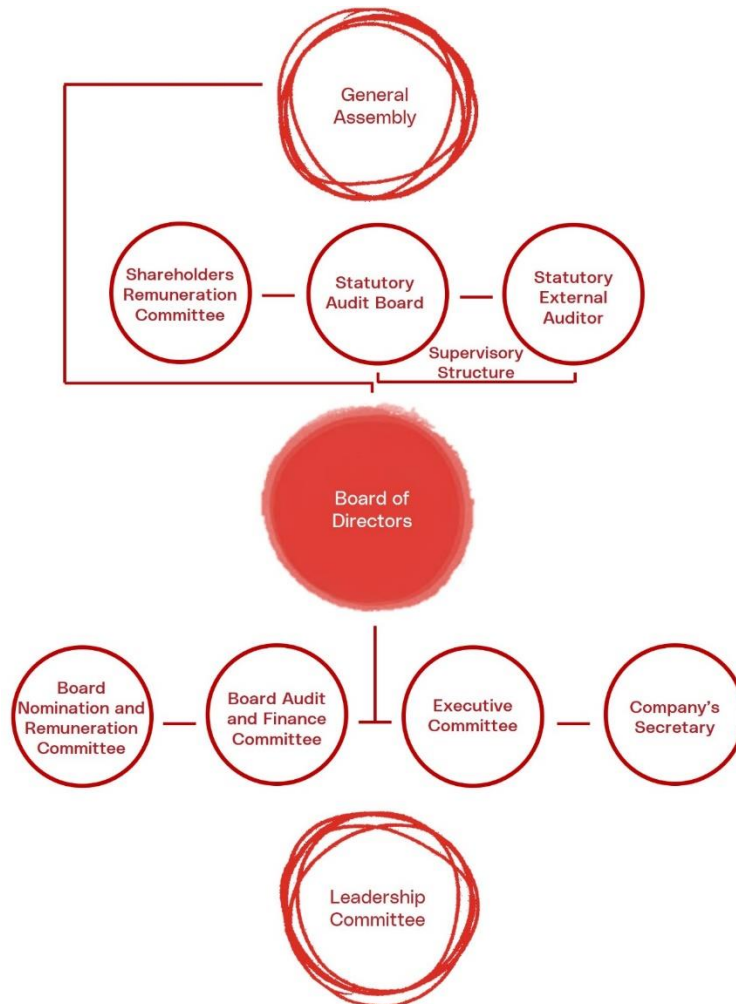 General
Assembly
Shareholders
Remuneration
Committee
Statutory
Audit Board
Statutory
External
Auditor
Supervisory
Structure
Board of
Directors
Board
Nomination and
Remuneration
Committee
Board Audit
and Finance
Committee
Executive
Committee
Company's
Secretary
Leadership
Committee